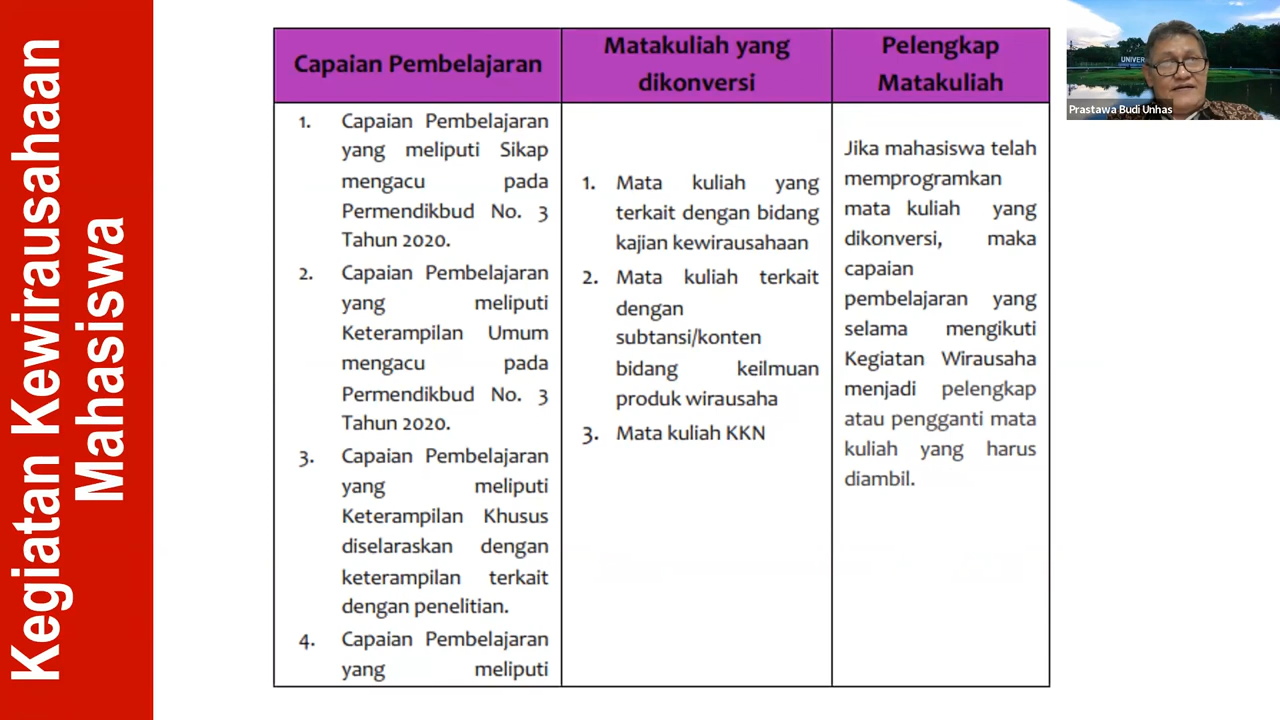 Kegiatan Kewirausahaan
Mahasiswa
Capaian Pembelajaran
Matakuliah yang
dikonversi
Pelengkap
Matakuliah
1. Capaian Pembelajaran
yang meliputi Sikap
mengacu pada
Permendikbud No. 3
Tahun 2020.
2. Capaian Pembelajaran
yang meliputi
Keterampilan Umum
mengacu pada
Permendikbud No. 3
Tahun 2020.
3. Capaian Pembelajaran
yang meliputi
Keterampilan Khusus
diselaraskan dengan
keterampilan terkait
dengan penelitian.
4. Capaian Pembelajaran
yang meliputi
1. Mata kuliah yang
terkait dengan bidang
kajian kewirausahaan
2. Mata kuliah terkait
dengan
subtansi/konten
bidang keilmuan
produk wirausaha
3. Mata kuliah KKN
Jika mahasiswa telah
memprogramkan
mata kuliah yang
dikonversi, maka
capaian
pembelajaran yang
selama mengikuti
Kegiatan Wirausaha
menjadi pelengkap
atau pengganti mata
kuliah yang harus
diambil.
UNIVER
Prastawa Budi Unhas